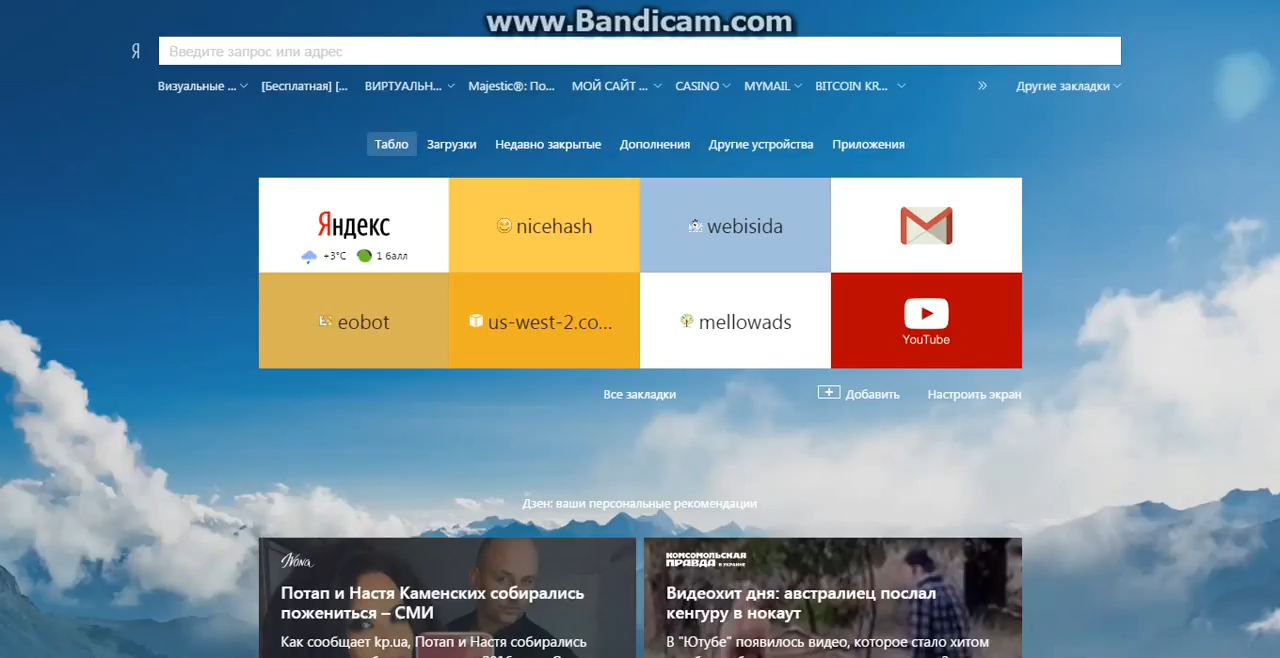 www.Bandicam.com
Я Введите запрос или адрес
Визуальные ... [Бесплатная] [... ВИРТУАЛЬН... Majestic®: По... МОЙ САЙТ ... CASINO MYMAIL BITCOIN KR... » Другие закладки
Табло Загрузки Недавно закрытые Дополнения Другие устройства Приложения
Яндекс nicehash webisida
+3°C 1 балл
eobot us-west-2.co... mellowads YouTube
Все закладки Добавить Настроить экран
Дзен: ваши персональные рекомендации
Ivona
Потап и Настя Каменских собирались
пожениться – СМИ
Как сообщает kp.ua, Потап и Настя собирались
КОМСОМОЛЬСКАЯ
ПРАВДА В УКРАИНЕ
Видеохит дня: австралиец послал
кенгуру в нокаут
В "Ютубе" появилось видео, которое стало хитом